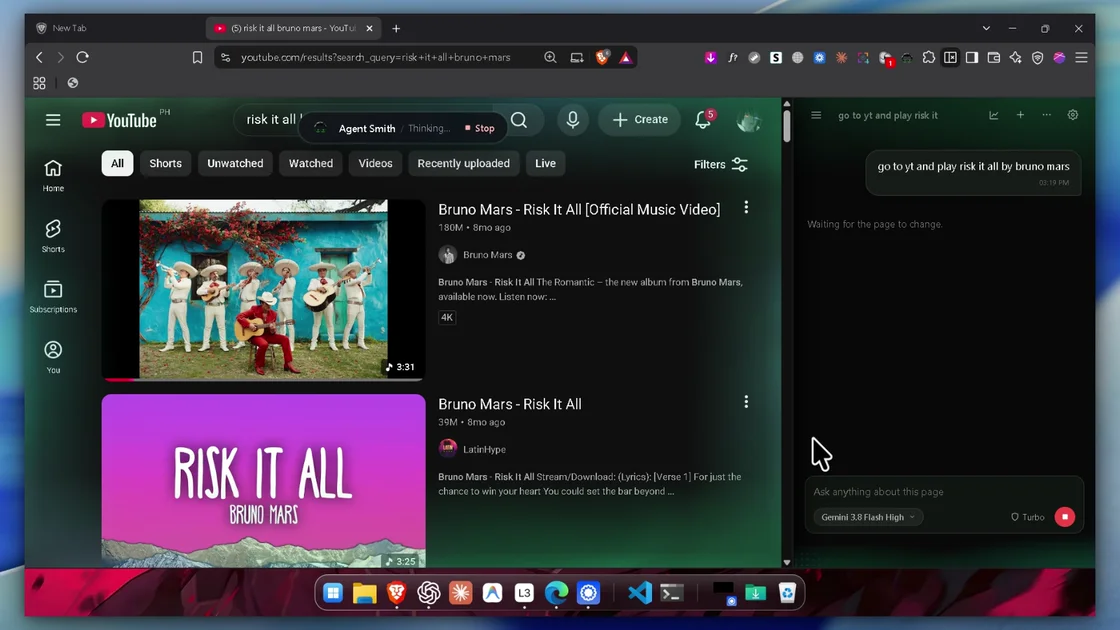 New Tab
(5) risk it all bruno mars - YouTu
youtube.com/results?search_query=risk+it+all+bruno+mars
1
YouTube PH
risk it all
Agent Smith / Thinking... Stop
Create
5
All
Shorts
Unwatched
Watched
Videos
Recently uploaded
Live
Filters
Home
Shorts
Subscriptions
You
3:31
Bruno Mars - Risk It All [Official Music Video]
180M • 8mo ago
Bruno Mars
Bruno Mars - Risk It All The Romantic – the new album from Bruno Mars,
available now. Listen now: ...
4K
RISK IT ALL
BRUNO MARS
3:25
Bruno Mars - Risk It All
39M • 8mo ago
LatinHype
Bruno Mars - Risk It All Stream/Download: (Lyrics): [Verse 1] For just the
chance to win your heart You could set the bar beyond ...
go to yt and play risk it
go to yt and play risk it all by bruno mars
03:19 PM
Waiting for the page to change.
Ask anything about this page
Gemini 3.8 Flash High
Turbo
L3